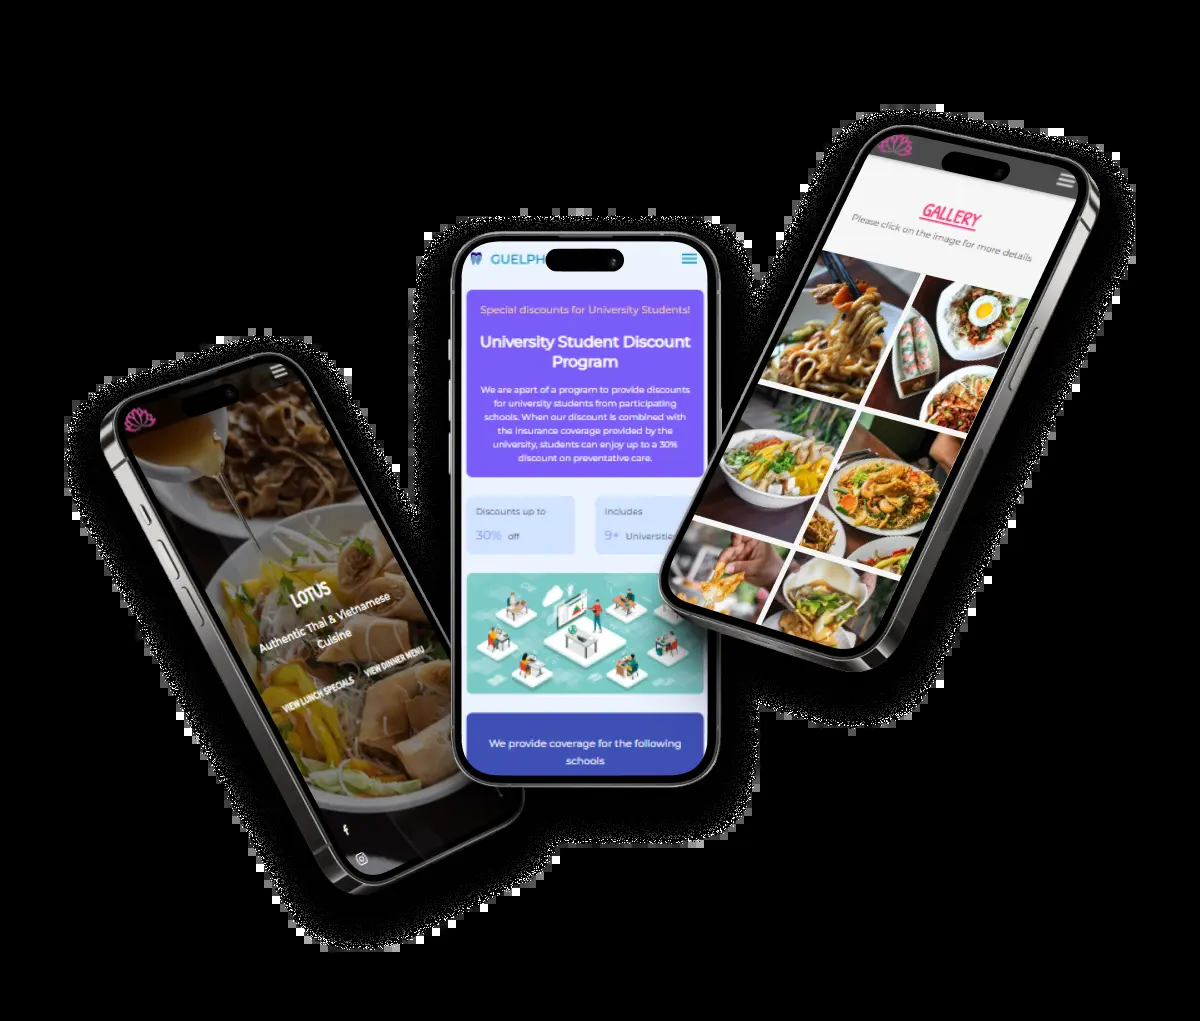 LOTUS
Authentic Thai & Vietnamese
Cuisine
VIEW LUNCH SPECIALS VIEW DINNER MENU
GUELPH
Special discounts for University Students!
University Student Discount
Program
We are apart of a program to provide discounts
for university students from participating
schools. When our discount is combined with
the insurance coverage provided by the
university, students can enjoy up to a 30%
discount on preventative care.
Discounts up to
30% off
Includes
9+ Universities
We provide coverage for the following
schools
GALLERY
Please click on the image for more details